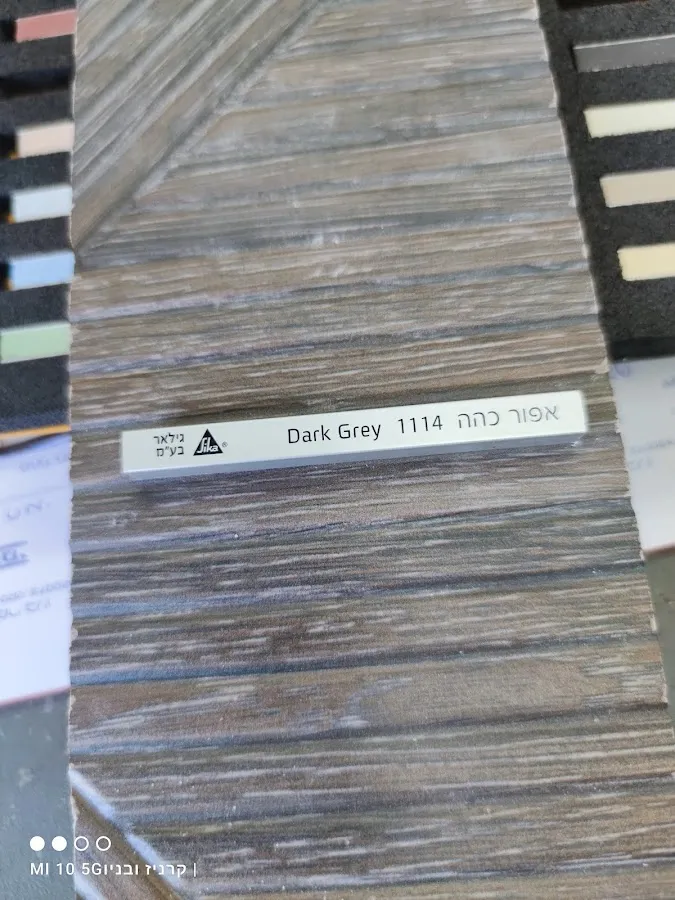 Dark Grey 1114 אפור כהה
Sika®
גילאר
בע"מ
MI 10 5G קרניז ובניו |